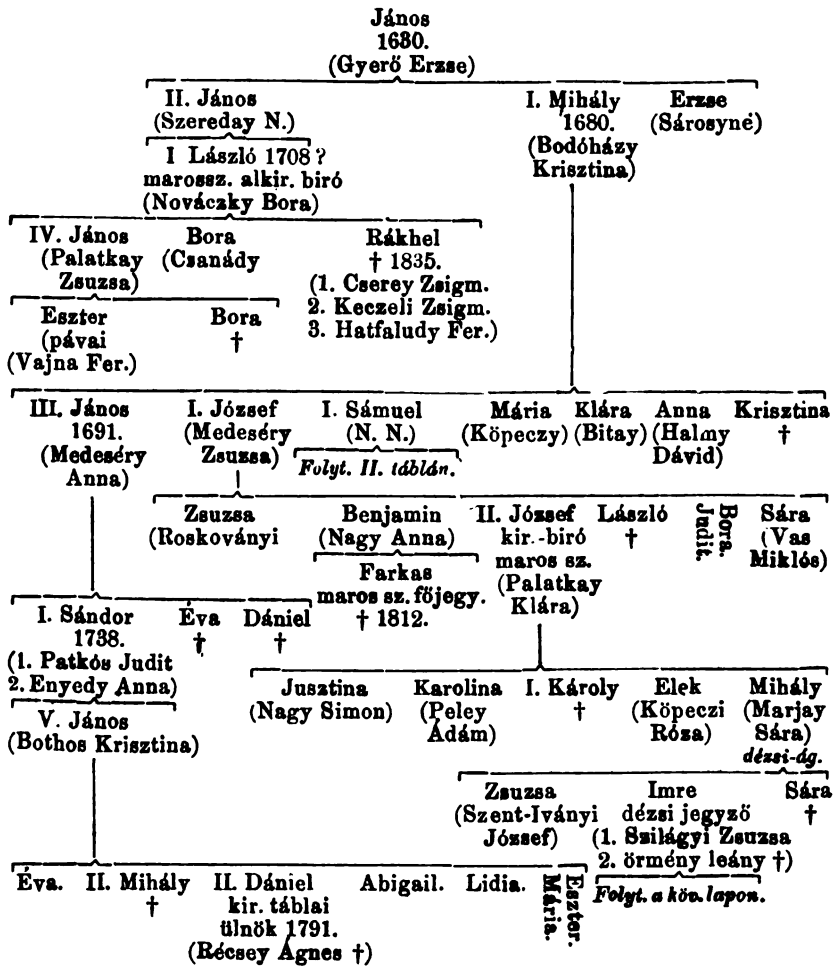 János
1630.
(Gyerő Erzse)
II. János
(Szereday N.)
I. Mihály
1680.
(Bodóházy
Krisztina)
Erzse
(Sárosyné)
I László 1708?
marossz. alkir. biró
(Nováczky Bora)
IV. János
(Palatkay
Zsuzsa)
Bora
(Csanády
Rákhel
† 1835.
(1. Cserey Zsigm.
2. Keczeli Zsigm.
3. Hatfaludy Fer.)
Eszter
(pávai
(Vajna Fer.)
Bora
†
III. János
1691.
(Medeséry
Anna)
I. József
(Medeséry
Zsuzsa)
I. Sámuel
(N. N.)
Folyt. II. táblán.
Mária
(Köpeczy)
Klára
(Bitay)
Anna
(Halmy
Dávid)
Krisztina
†
Zsuzsa
(Roskoványi
Benjamin
(Nagy Anna)
II. József
kir.-biró
maros sz.
(Palatkay
Klára)
László
†
Bora.
Judit.
Sára
(Vas
Miklós)
Farkas
maros sz. főjegy.
† 1812.
I. Sándor
1738.
(1. Patkós Judit
2. Enyedy Anna)
Éva
†
Dániel
†
Jusztina
(Nagy Simon)
Karolina
(Peley
Ádám)
I. Károly
†
Elek
(Köpeczi
Róza)
Mihály
(Marjay
Sára)
dézsi-ág.
V. János
(Bothos Krisztina)
Zsuzsa
(Szent-Iványi
József)
Imre
dézsi jegyző
(1. Szilágyi Zsuzsa
2. örmény leány †)
Folyt. a köv. lapon.
Sára
†
Éva.
II. Mihály
†
II. Dániel
kir. táblai
ülnök 1791.
(Récsey Ágnes †)
Abigail.
Lidia.
Eszter.
Mária.